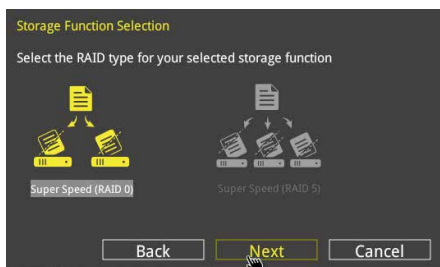 Storage Function Selection
Select the RAID type for your selected storage function
Super Speed (RAID 0)
Super Speed (RAID 5)
Back
Next
Cancel